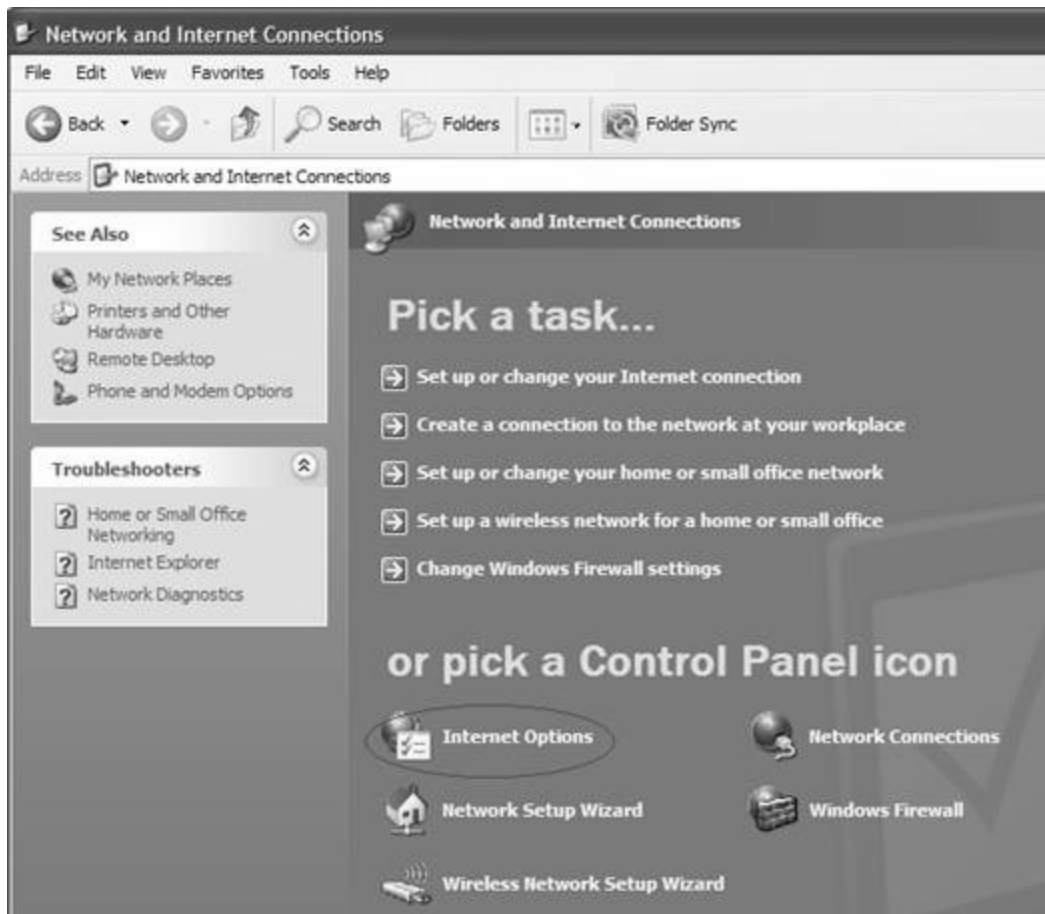 Network and Internet Connections
File Edit View Favorites Tools Help
Back Search Folders Folder Sync
Address Network and Internet Connections
See Also
My Network Places
Printers and Other
Hardware
Remote Desktop
Phone and Modem Options
Troubleshooters
Home or Small Office
Networking
Internet Explorer
Network Diagnostics
Network and Internet Connections
Pick a task...
Set up or change your Internet connection
Create a connection to the network at your workplace
Set up or change your home or small office network
Set up a wireless network for a home or small office
Change Windows Firewall settings
or pick a Control Panel icon
Internet Options
Network Connections
Network Setup Wizard
Windows Firewall
Wireless Network Setup Wizard